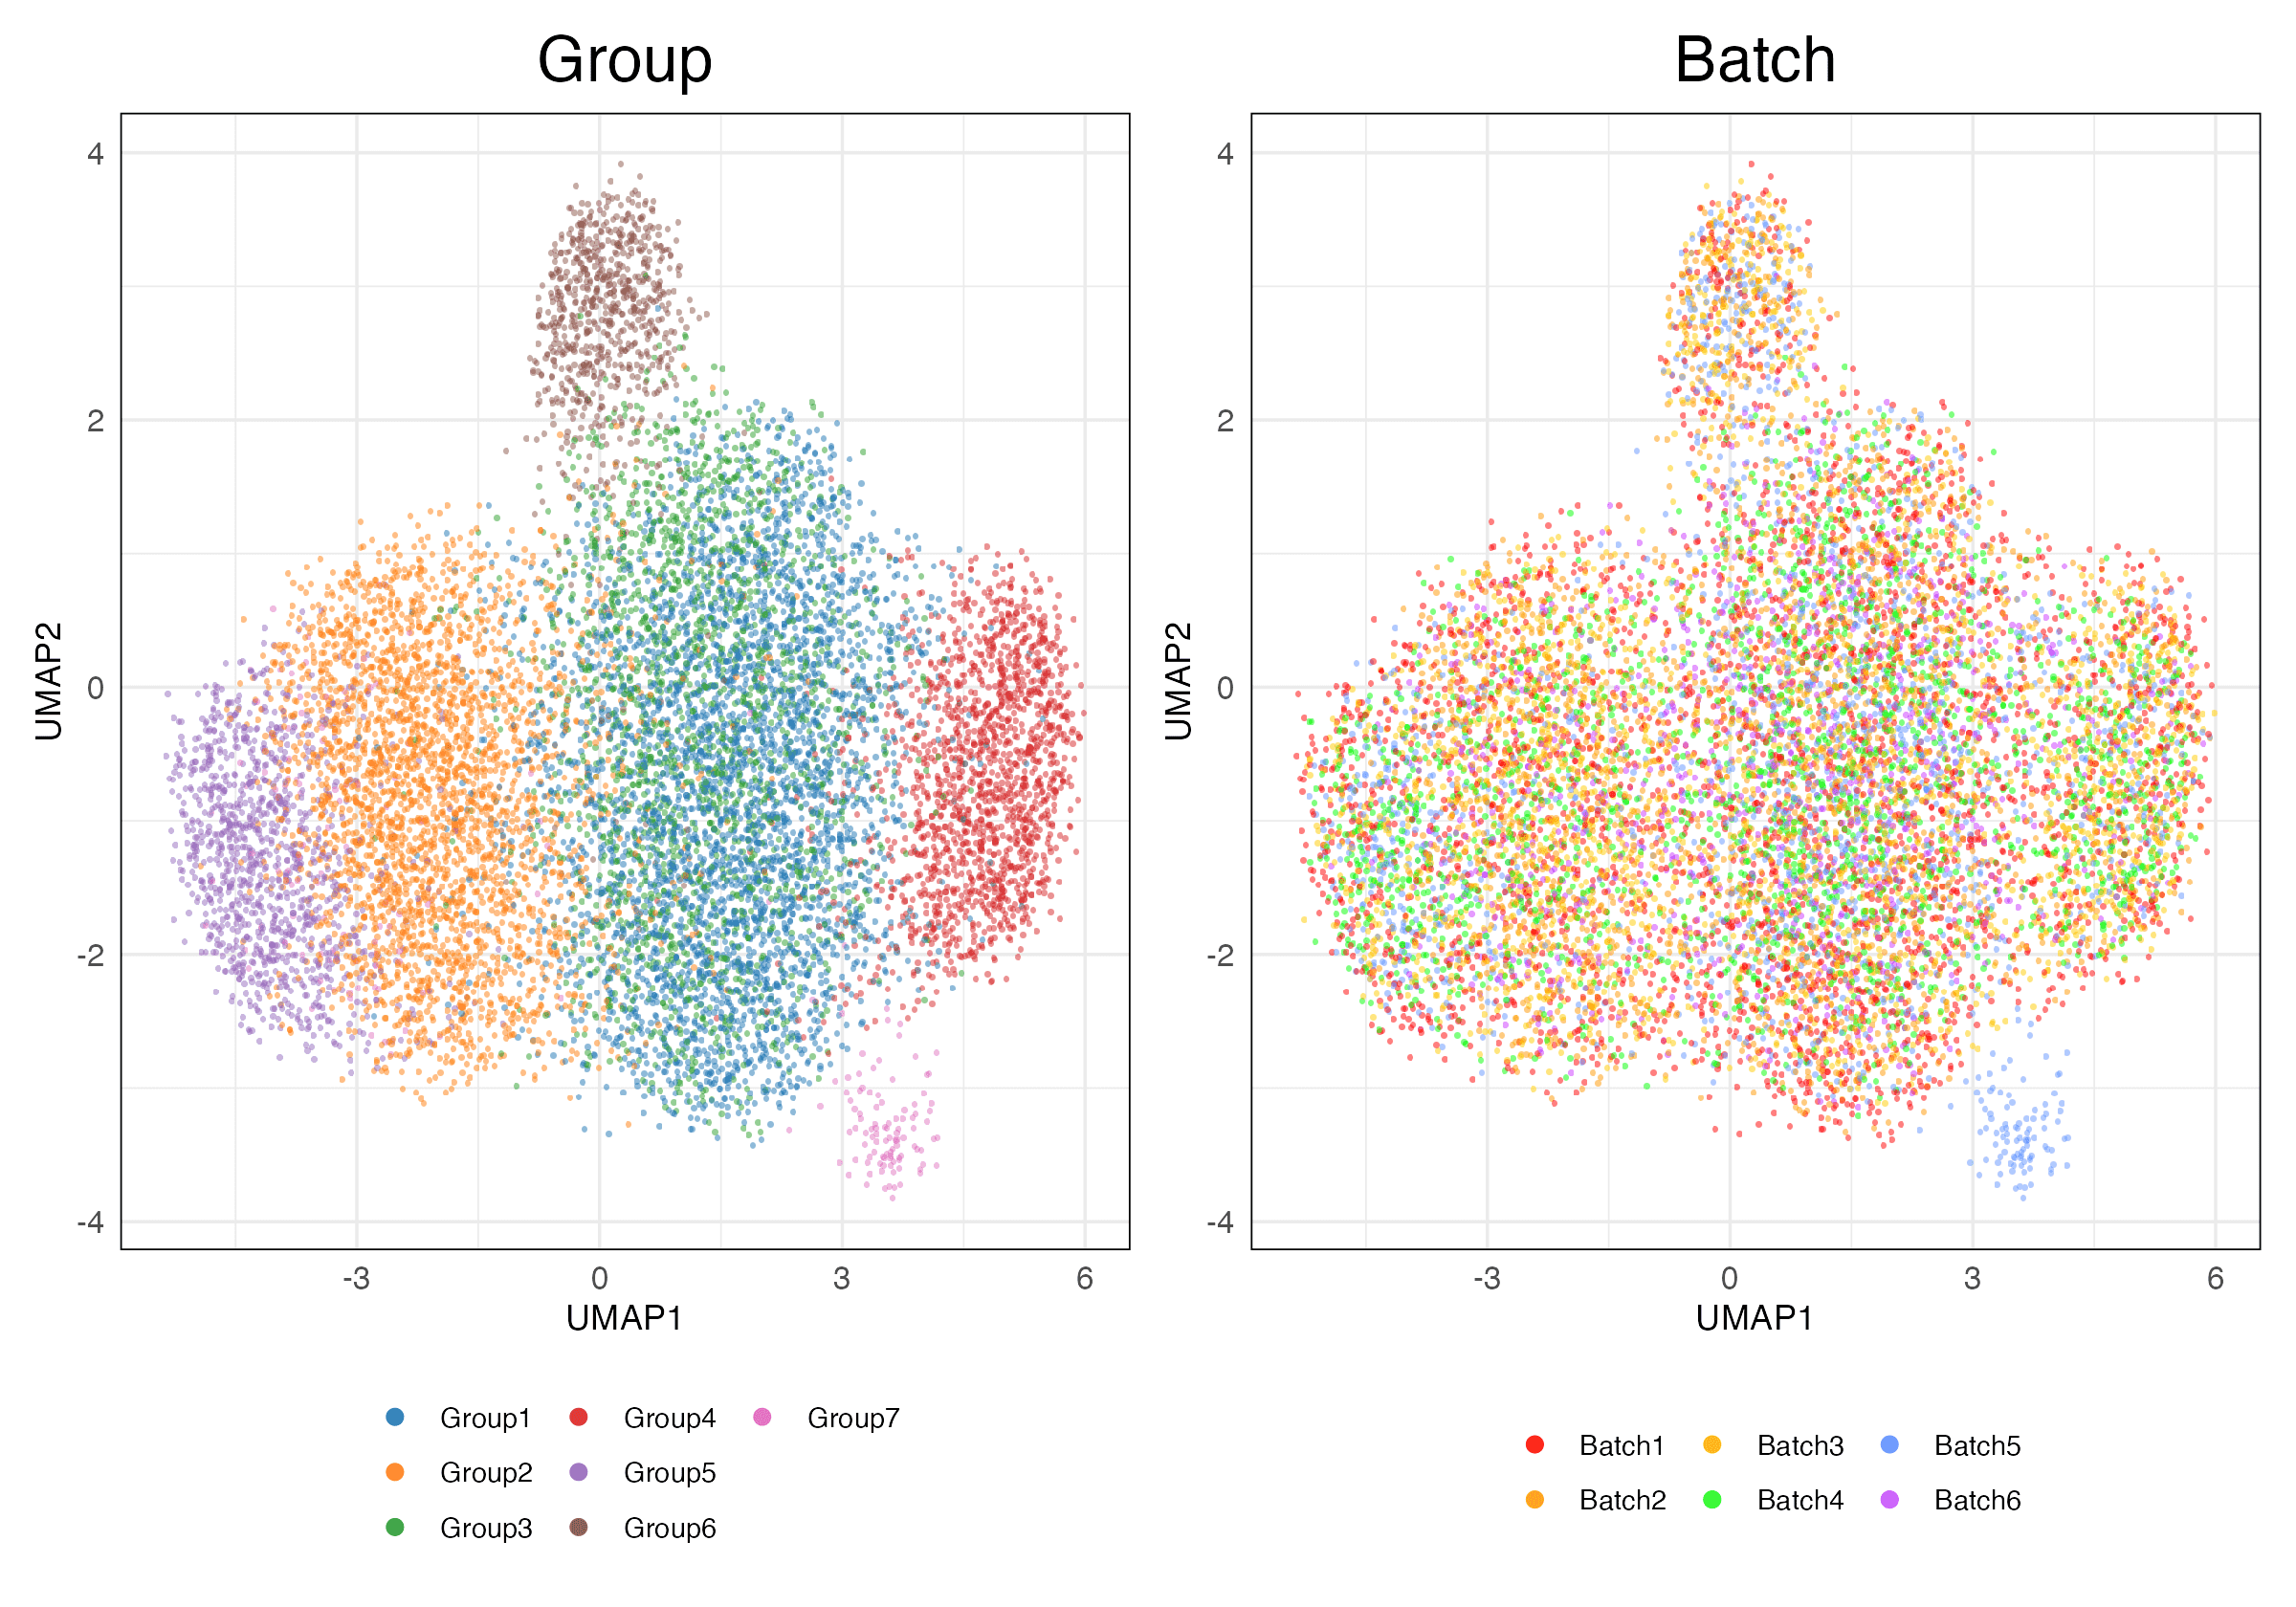 Group
Batch
4
2
0
-2
-4
UMAP2
-3
0
3
6
UMAP1
4
2
0
-2
-4
UMAP2
-3
0
3
6
UMAP1
Group1
Group4
Group7
Group2
Group5
Group3
Group6
Batch1
Batch3
Batch5
Batch2
Batch4
Batch6